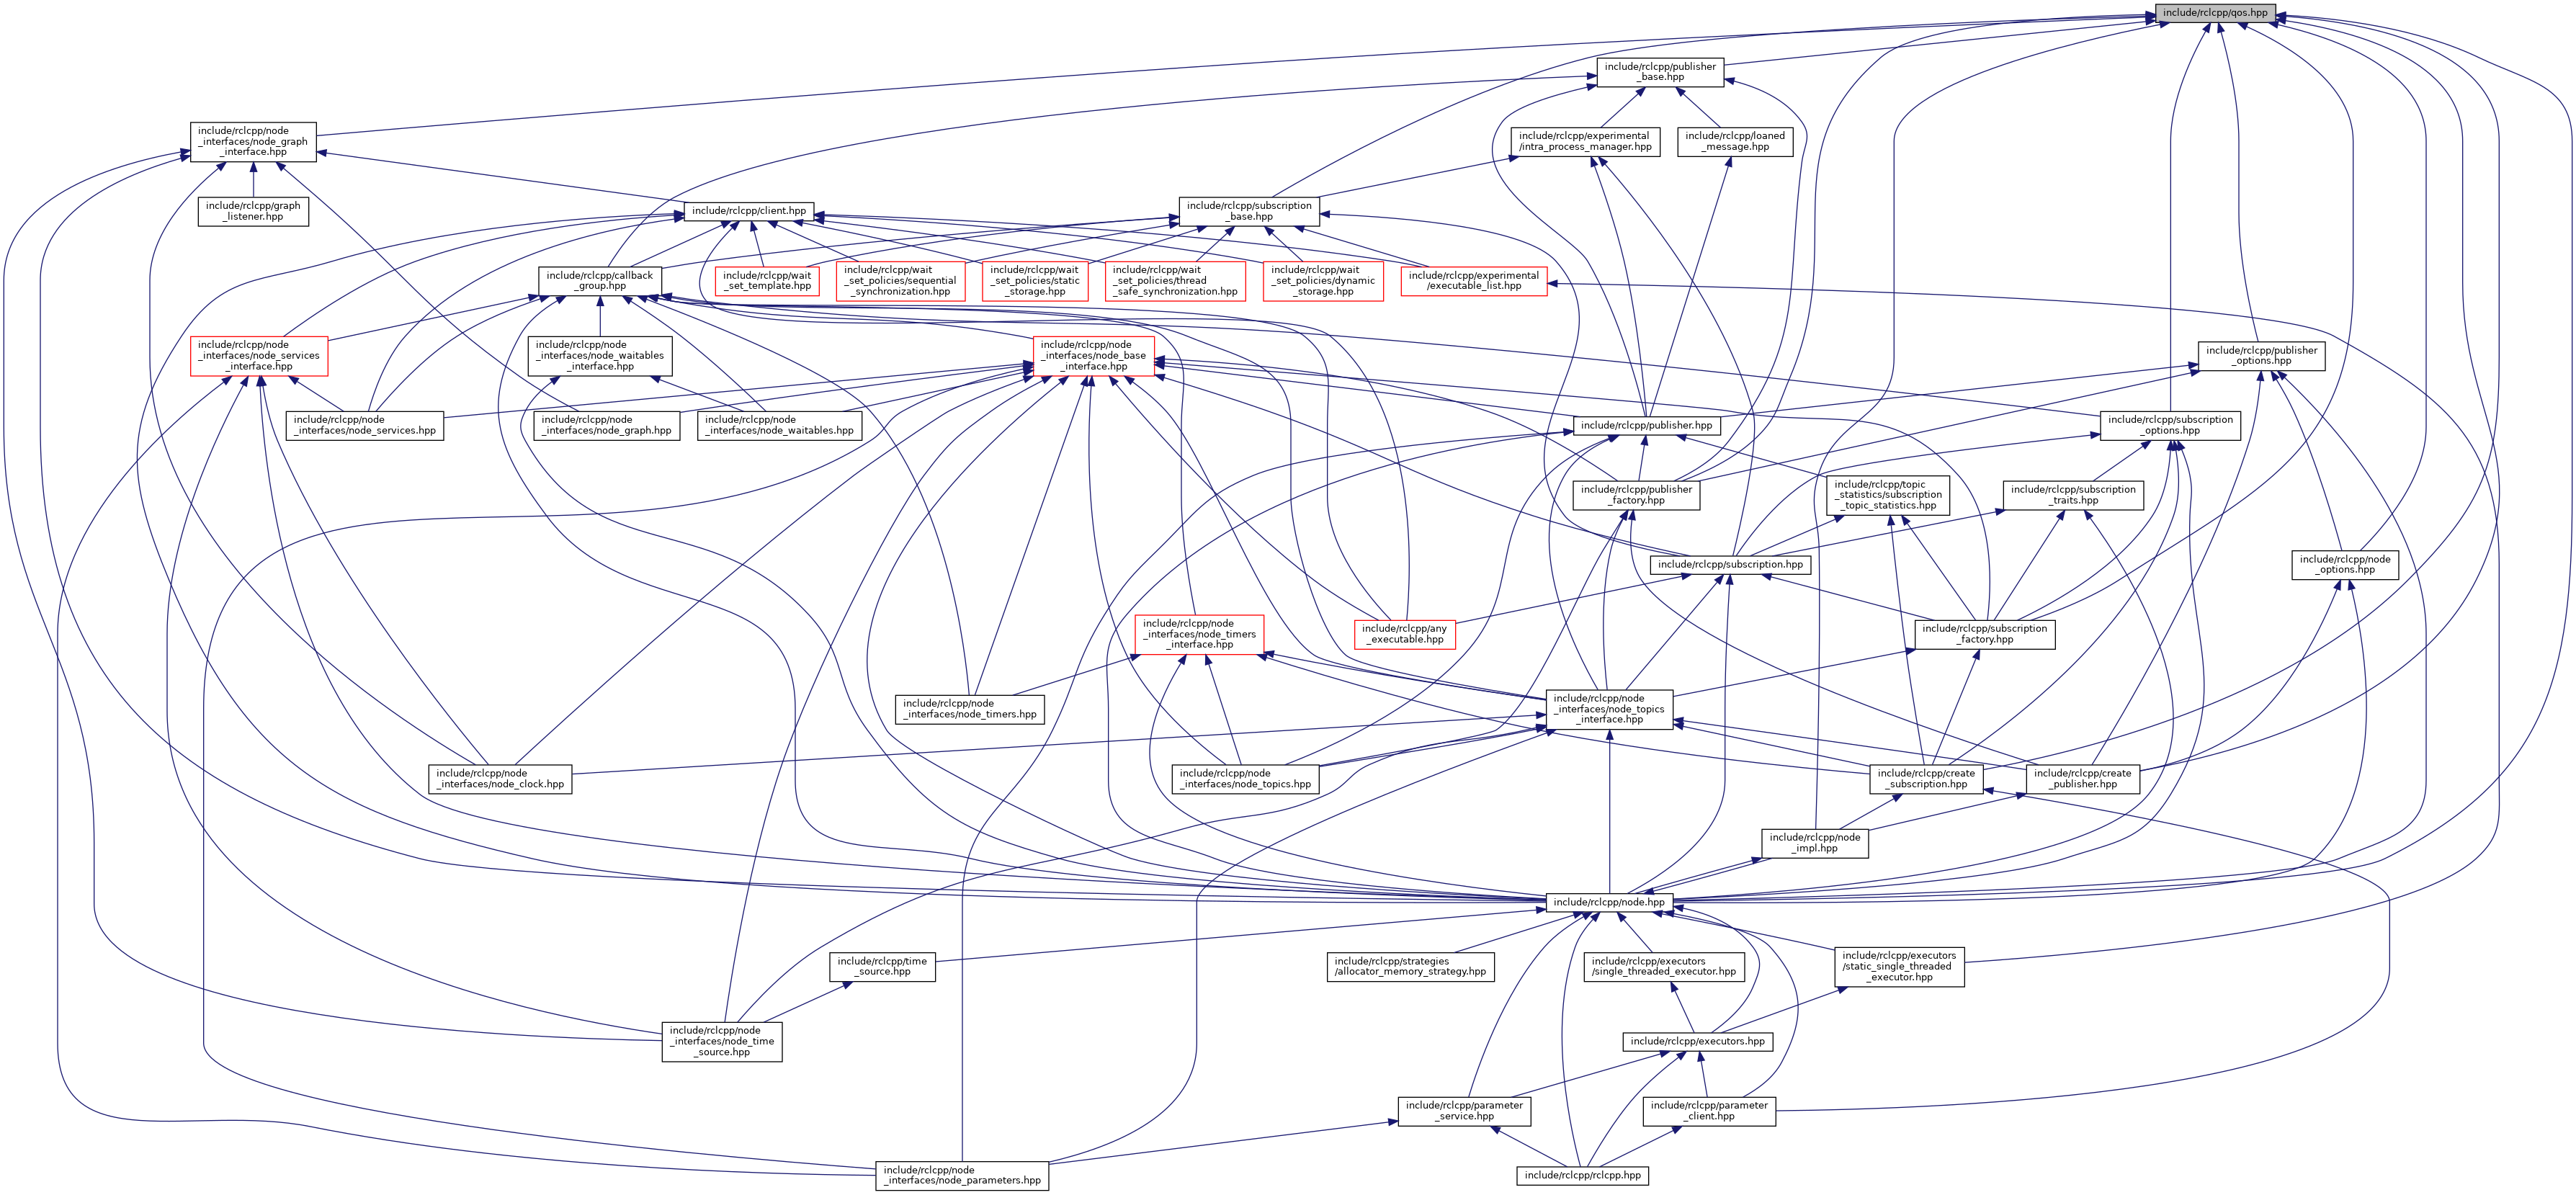 include/rclcpp/qos.hpp
include/rclcpp/publisher
_base.hpp
include/rclcpp/node
_interfaces/node_graph
_interface.hpp
include/rclcpp/experimental
/intra_process_manager.hpp
include/rclcpp/loaned
_message.hpp
include/rclcpp/graph
_listener.hpp
include/rclcpp/client.hpp
include/rclcpp/subscription
_base.hpp
include/rclcpp/callback
_group.hpp
include/rclcpp/wait
_set_template.hpp
include/rclcpp/wait
_set_policies/sequential
_synchronization.hpp
include/rclcpp/wait
_set_policies/static
_storage.hpp
include/rclcpp/wait
_set_policies/thread
_safe_synchronization.hpp
include/rclcpp/wait
_set_policies/dynamic
_storage.hpp
include/rclcpp/experimental
/executable_list.hpp
include/rclcpp/node
_interfaces/node_services
_interface.hpp
include/rclcpp/node
_interfaces/node_waitables
_interface.hpp
include/rclcpp/node
_interfaces/node_base
_interface.hpp
include/rclcpp/publisher
_options.hpp
include/rclcpp/node
_interfaces/node_services.hpp
include/rclcpp/node
_interfaces/node_graph.hpp
include/rclcpp/node
_interfaces/node_waitables.hpp
include/rclcpp/publisher.hpp
include/rclcpp/subscription
_options.hpp
include/rclcpp/publisher
_factory.hpp
include/rclcpp/topic
_statistics/subscription
_topic_statistics.hpp
include/rclcpp/subscription
_traits.hpp
include/rclcpp/subscription.hpp
include/rclcpp/node
_options.hpp
include/rclcpp/node
_interfaces/node_timers
_interface.hpp
include/rclcpp/any
_executable.hpp
include/rclcpp/subscription
_factory.hpp
include/rclcpp/node
_interfaces/node_timers.hpp
include/rclcpp/node
_interfaces/node_topics
_interface.hpp
include/rclcpp/node
_interfaces/node_clock.hpp
include/rclcpp/node
_interfaces/node_topics.hpp
include/rclcpp/create
_subscription.hpp
include/rclcpp/create
_publisher.hpp
include/rclcpp/node
_impl.hpp
include/rclcpp/node.hpp
include/rclcpp/time
_source.hpp
include/rclcpp/strategies
/allocator_memory_strategy.hpp
include/rclcpp/executors
/single_threaded_executor.hpp
include/rclcpp/executors
/static_single_threaded
_executor.hpp
include/rclcpp/node
_interfaces/node_time
_source.hpp
include/rclcpp/executors.hpp
include/rclcpp/parameter
_service.hpp
include/rclcpp/parameter
_client.hpp
include/rclcpp/node
_interfaces/node_parameters.hpp
include/rclcpp/rclcpp.hpp